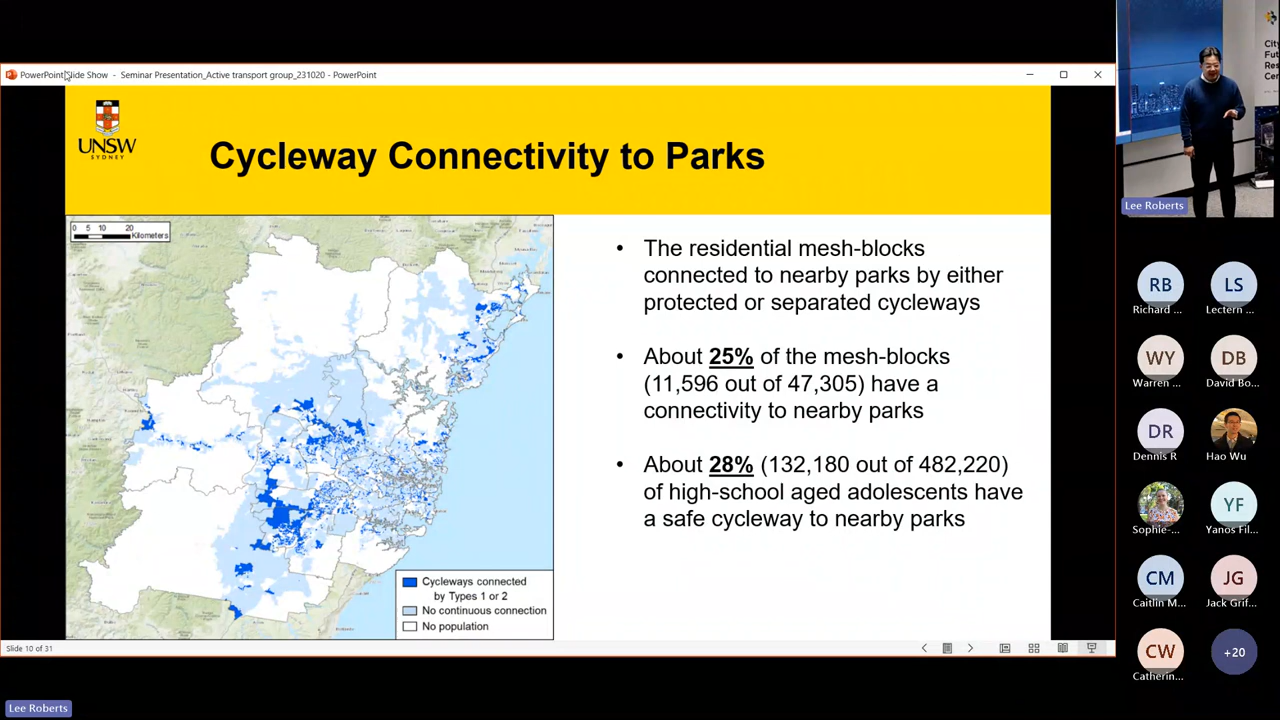 PowerPoint Slide Show - Seminar Presentation_Active transport group_231020 - PowerPoint
UNSW
SYDNEY
Cycleway Connectivity to Parks
0 5 10 20
Kilometers
• The residential mesh-blocks
connected to nearby parks by either
protected or separated cycleways
• About 25% of the mesh-blocks
(11,596 out of 47,305) have a
connectivity to nearby parks
• About 28% (132,180 out of 482,220)
of high-school aged adolescents have
a safe cycleway to nearby parks
Cycleways connected
by Types 1 or 2
No continuous connection
No population
Slide 10 of 31
Lee Roberts
City
Futu
Res
Cen
Lee Roberts
RB
Richard ...
LS
Lectern ...
WY
Warren ...
DB
David Bo...
DR
Dennis R
Hao Wu
Sophie-...
YF
Yanos Fil...
CM
Caitlin M...
JG
Jack Grif...
CW
Catherin...
+20